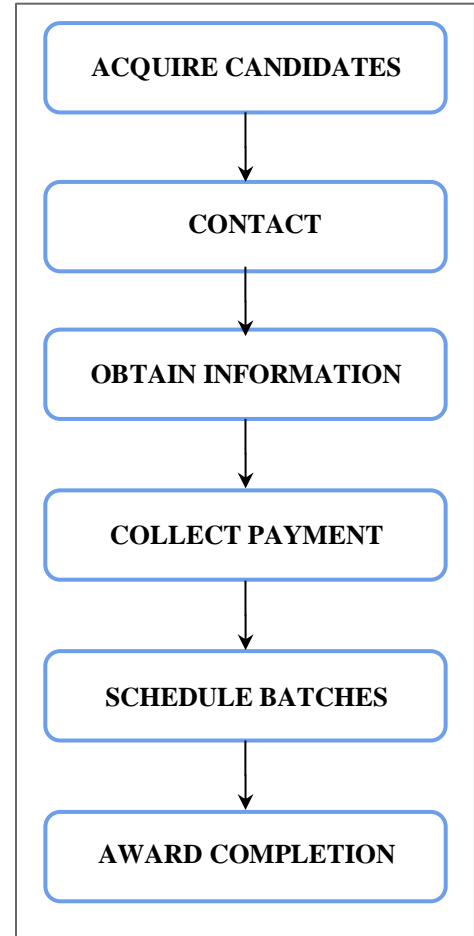 ACQUIRE CANDIDATES
CONTACT
OBTAIN INFORMATION
COLLECT PAYMENT
SCHEDULE BATCHES
AWARD COMPLETION